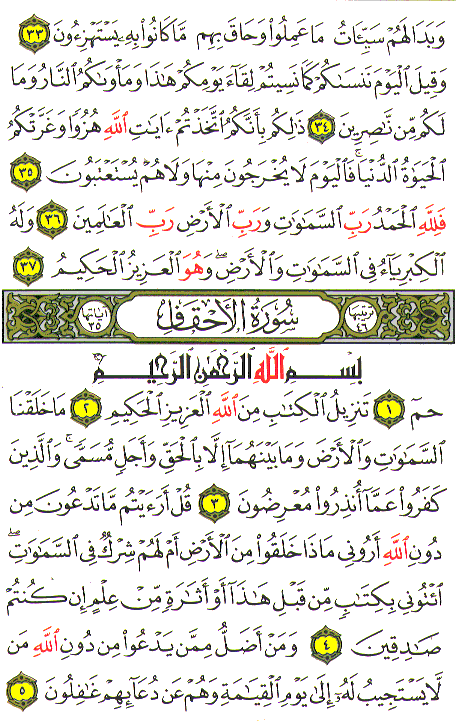 وَبَدَا لَهُمْ سَيِّـَٔاتُ مَا عَمِلُوا۟ وَحَاقَ بِهِم مَّا كَانُوا۟ بِهِۦ يَسْتَهْزِءُونَ ٣٣
وَقِيلَ ٱلْيَوْمَ نَنسَىٰكُمْ كَمَا نَسِيتُمْ لِقَآءَ يَوْمِكُمْ هَـٰذَا وَمَأْوَىٰكُمُ ٱلنَّارُ وَمَا
لَكُم مِّن نَّـٰصِرِينَ ٣٤ ذَٰلِكُم بِأَنَّكُمُ ٱتَّخَذْتُمْ ءَايَـٰتِ ٱللَّهِ هُزُوًا وَغَرَّتْكُمُ
ٱلْحَيَوٰةُ ٱلدُّنْيَا ۚ فَٱلْيَوْمَ لَا يُخْرَجُونَ مِنْهَا وَلَا هُمْ يُسْتَعْتَبُونَ ٣٥
فَلِلَّهِ ٱلْحَمْدُ رَبِّ ٱلسَّمَـٰوَٰتِ وَرَبِّ ٱلْأَرْضِ رَبِّ ٱلْعَـٰلَمِينَ ٣٦ وَلَهُ
ٱلْكِبْرِيَآءُ فِى ٱلسَّمَـٰوَٰتِ وَٱلْأَرْضِ ۖ وَهُوَ ٱلْعَزِيزُ ٱلْحَكِيمُ ٣٧
ترتيبها ٤٦ سُورَةُ الأَحْقَافِ آياتها ٣٥
بِسْمِ ٱللَّهِ ٱلرَّحْمَـٰنِ ٱلرَّحِيمِ
حمٓ ١ تَنزِيلُ ٱلْكِتَـٰبِ مِنَ ٱللَّهِ ٱلْعَزِيزِ ٱلْحَكِيمِ ٢ مَا خَلَقْنَا
ٱلسَّمَـٰوَٰتِ وَٱلْأَرْضَ وَمَا بَيْنَهُمَآ إِلَّا بِٱلْحَقِّ وَأَجَلٍ مُّسَمًّى ۚ وَٱلَّذِينَ
كَفَرُوا۟ عَمَّآ أُنذِرُوا۟ مُعْرِضُونَ ٣ قُلْ أَرَءَيْتُم مَّا تَدْعُونَ مِن
دُونِ ٱللَّهِ أَرُونِى مَاذَا خَلَقُوا۟ مِنَ ٱلْأَرْضِ أَمْ لَهُمْ شِرْكٌ فِى ٱلسَّمَـٰوَٰتِ ۖ
ٱئْتُونِى بِكِتَـٰبٍ مِّن قَبْلِ هَـٰذَآ أَوْ أَثَـٰرَةٍ مِّنْ عِلْمٍ إِن كُنتُمْ
صَـٰدِقِينَ ٤ وَمَنْ أَضَلُّ مِمَّن يَدْعُوا۟ مِن دُونِ ٱللَّهِ مَن
لَّا يَسْتَجِيبُ لَهُۥٓ إِلَىٰ يَوْمِ ٱلْقِيَـٰمَةِ وَهُمْ عَن دُعَآئِهِمْ غَـٰفِلُونَ ٥